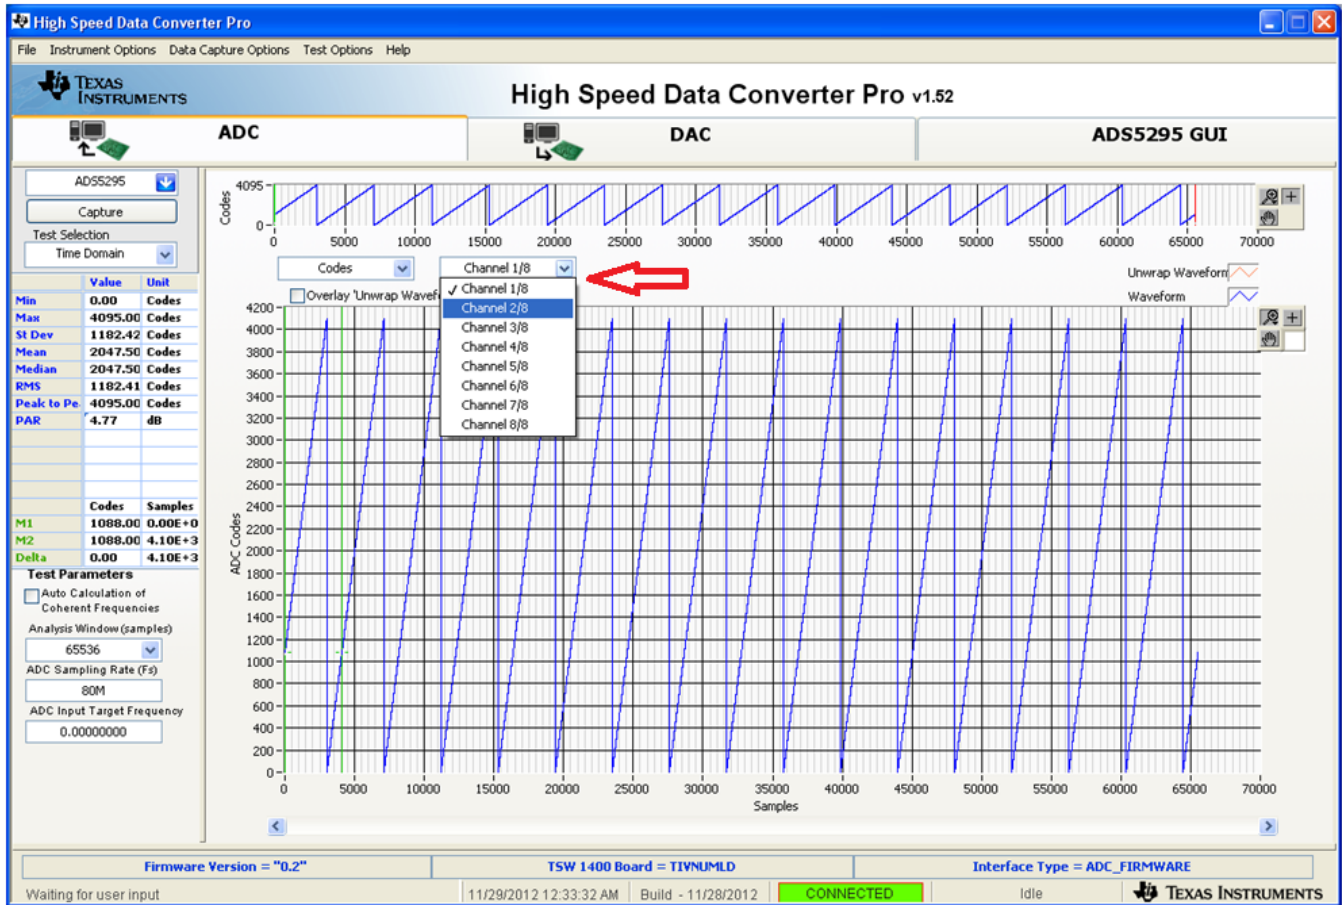 High Speed Data Converter Pro
File Instrument Options Data Capture Options Test Options Help
TEXAS INSTRUMENTS
High Speed Data Converter Pro v1.52
ADC
DAC
ADS5295 GUI
ADS5295
Capture
Test Selection
Time Domain
Value Unit
Min 0.00 Codes
Max 4095.00 Codes
St Dev 1182.42 Codes
Mean 2047.50 Codes
Median 2047.50 Codes
RMS 1182.41 Codes
Peak to Pe 4095.00 Codes
PAR 4.77 dB
Codes Samples
M1 1088.00 0.00E+0
M2 1088.00 4.10E+3
Delta 0.00 4.10E+3
Test Parameters
Auto Calculation of
Coherent Frequencies
Analysis Window (samples)
65536
ADC Sampling Rate (Fs)
80M
ADC Input Target Frequency
0.00000000
Codes
4095
0
0 5000 10000 15000 20000 25000 30000 35000 40000 45000 50000 55000 60000 65000 70000
Codes
Channel 1/8
Overlay 'Unwrap Wavef
✓ Channel 1/8
Channel 2/8
Channel 3/8
Channel 4/8
Channel 5/8
Channel 6/8
Channel 7/8
Channel 8/8
Unwrap Waveform
Waveform
ADC Codes
4200
4000
3800
3600
3400
3200
3000
2800
2600
2400
2200
2000
1800
1600
1400
1200
1000
800
600
400
200
0
0 5000 10000 15000 20000 25000 30000 35000 40000 45000 50000 55000 60000 65000 70000
Samples
Firmware Version = "0.2"
TSW 1400 Board = TIVNUMLD
Interface Type = ADC_FIRMWARE
Waiting for user input
11/29/2012 12:33:32 AM
Build - 11/28/2012
CONNECTED
Idle
TEXAS INSTRUMENTS